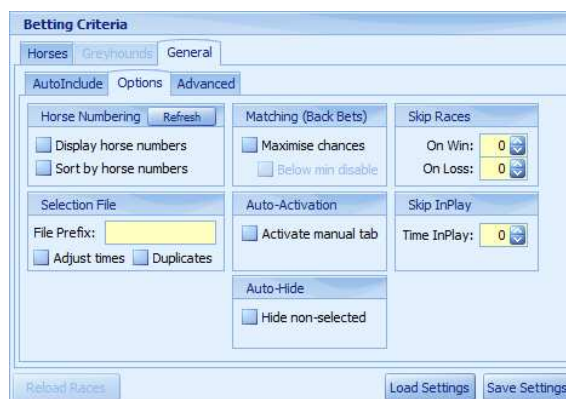 Betting Criteria
Horses Greyhounds General
AutoInclude Options Advanced
Horse Numbering Refresh
Display horse numbers
Sort by horse numbers
Matching (Back Bets)
Maximise chances
Below min disable
Skip Races
On Win: 0
On Loss: 0
Selection File
File Prefix:
Adjust times Duplicates
Auto-Activation
Activate manual tab
Skip InPlay
Time InPlay: 0
Auto-Hide
Hide non-selected
Reload Races Load Settings Save Settings